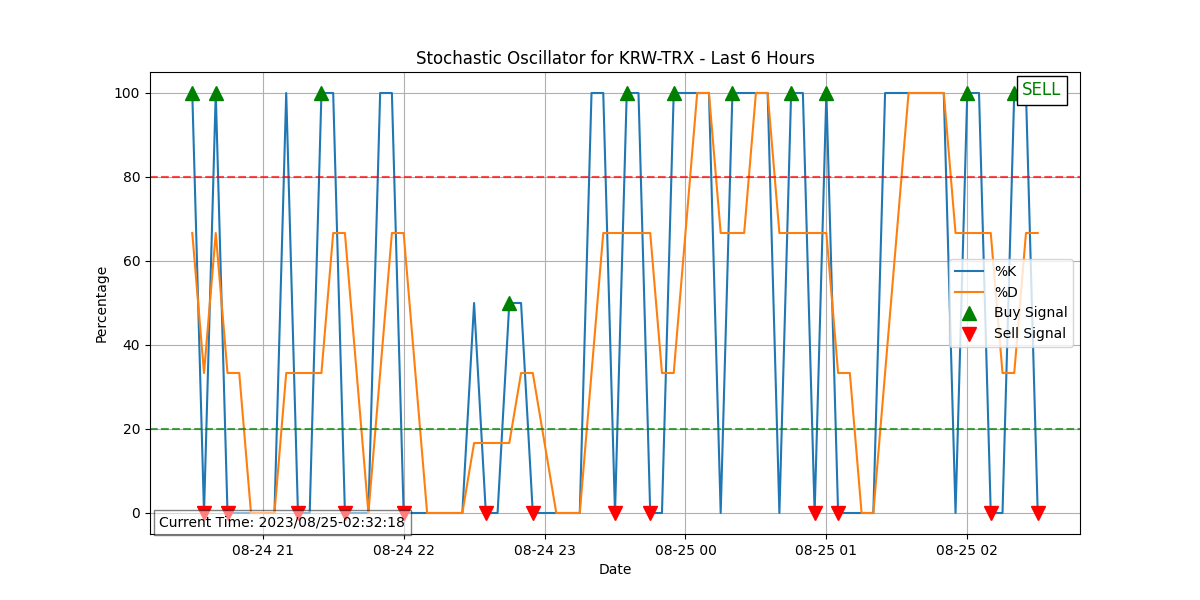 Stochastic Oscillator for KRW-TRX - Last 6 Hours
SELL
100
80
60
40
20
0
Percentage
%K
%D
Buy Signal
Sell Signal
Current Time: 2023/08/25-02:32:18
08-24 21
08-24 22
08-24 23
08-25 00
08-25 01
08-25 02
Date